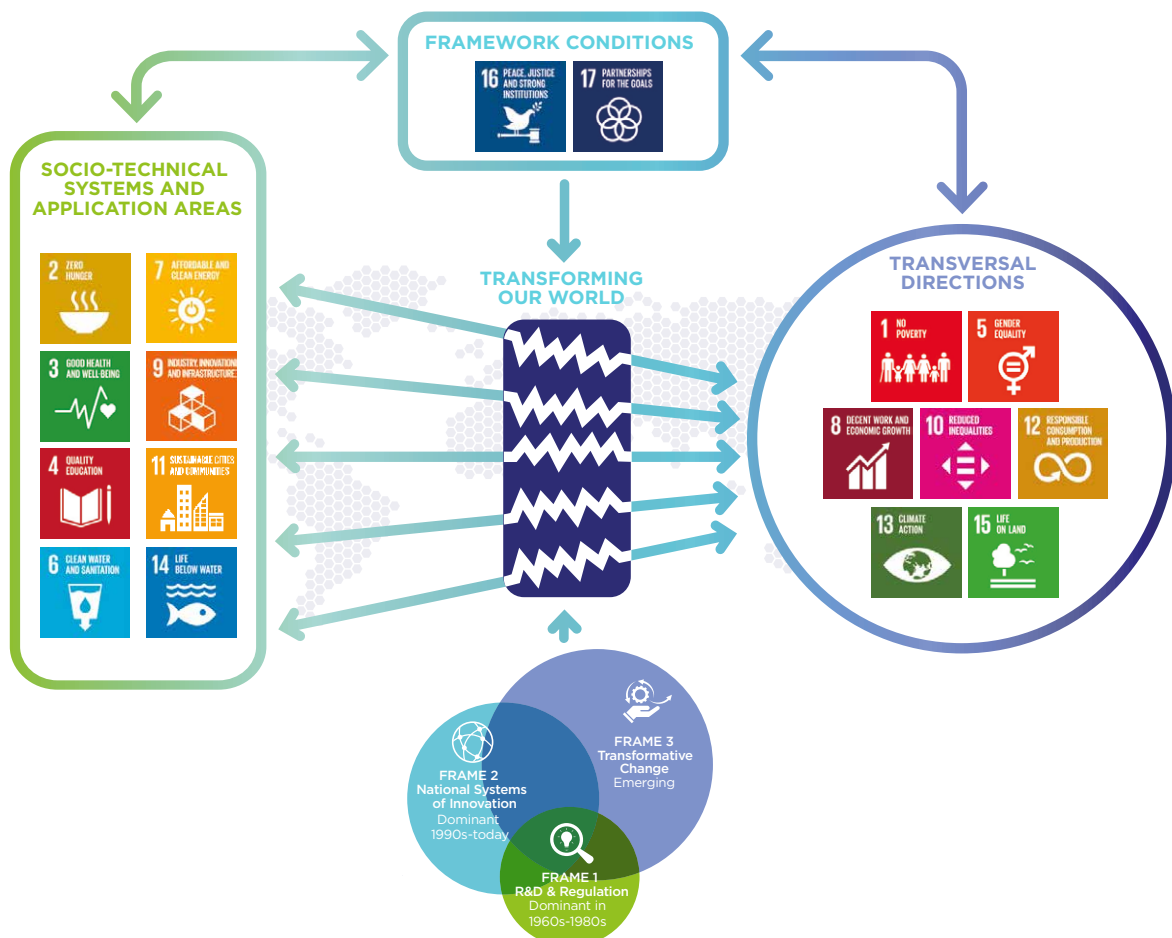 FRAMEWORK CONDITIONS
16 PEACE, JUSTICE
AND STRONG
INSTITUTIONS
17 PARTNERSHIPS
FOR THE GOALS
SOCIO-TECHNICAL
SYSTEMS AND
APPLICATION AREAS
2 ZERO
HUNGER
7 AFFORDABLE AND
CLEAN ENERGY
3 GOOD HEALTH
AND WELL-BEING
9 INDUSTRY, INNOVATION
AND INFRASTRUCTURE
4 QUALITY
EDUCATION
11 SUSTAINABLE CITIES
AND COMMUNITIES
6 CLEAN WATER
AND SANITATION
14 LIFE
BELOW WATER
TRANSFORMING
OUR WORLD
TRANSVERSAL
DIRECTIONS
1 NO
POVERTY
5 GENDER
EQUALITY
8 DECENT WORK AND
ECONOMIC GROWTH
10 REDUCED
INEQUALITIES
12 RESPONSIBLE
CONSUMPTION
AND PRODUCTION
13 CLIMATE
ACTION
15 LIFE
ON LAND
FRAME 3
Transformative
Change
Emerging
FRAME 2
National Systems
of Innovation
Dominant
1990s-today
FRAME 1
R&D & Regulation
Dominant in
1960s-1980s